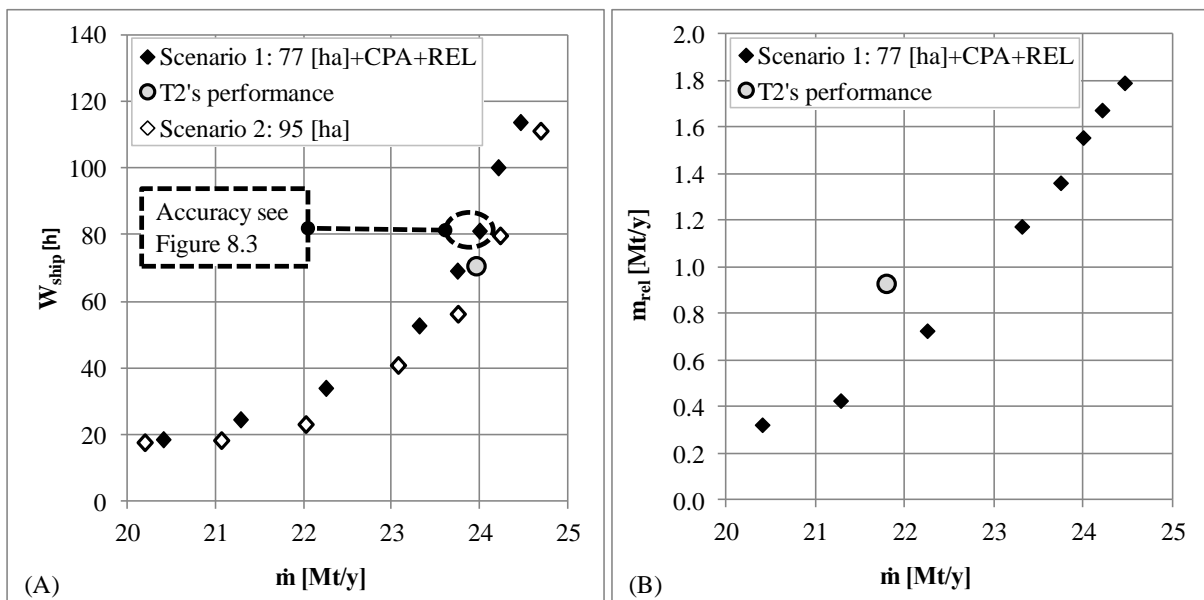 140
120
100
80
60
40
20
0
W_ship [h]
Scenario 1: 77 [ha]+CPA+REL
T2's performance
Scenario 2: 95 [ha]
Accuracy see
Figure 8.3
20 21 22 23 24 25
ṁ [Mt/y]
(A)
2.0
1.8
1.6
1.4
1.2
1.0
0.8
0.6
0.4
0.2
0.0
m_rel [Mt/y]
Scenario 1: 77 [ha]+CPA+REL
T2's performance
20 21 22 23 24 25
ṁ [Mt/y]
(B)